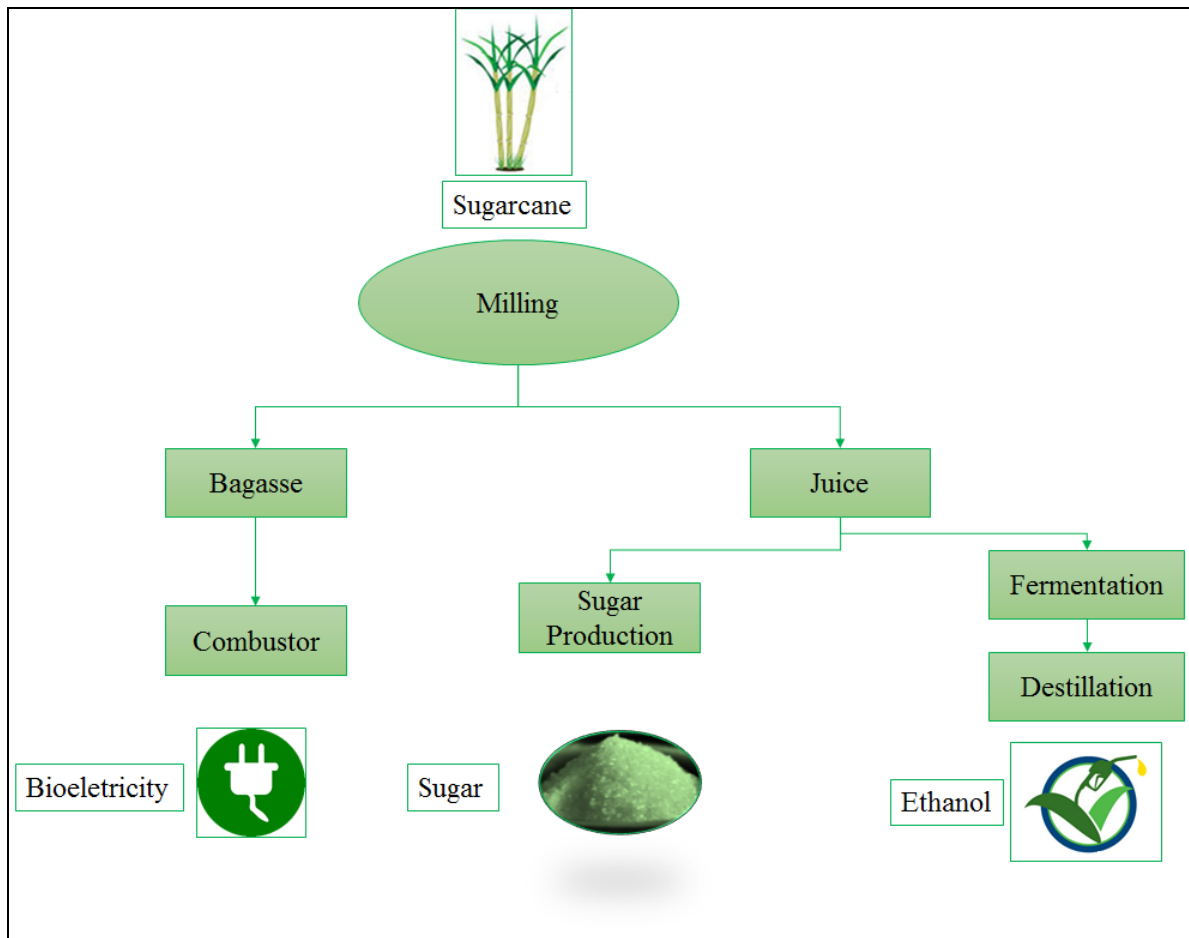 Sugarcane
Milling
Bagasse
Juice
Combustor
Sugar
Production
Fermentation
Destillation
Bioeletricity
Sugar
Ethanol